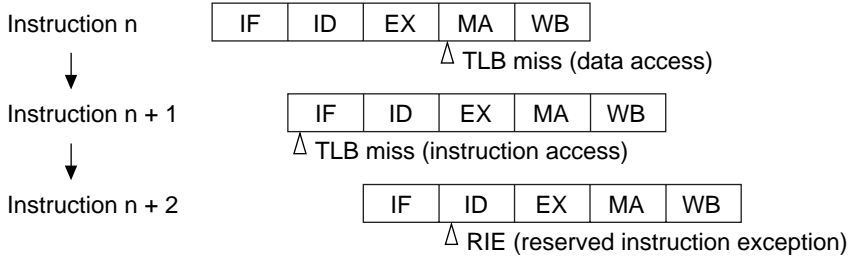 Instruction n IF ID EX MA WB
TLB miss (data access)
Instruction n + 1 IF ID EX MA WB
TLB miss (instruction access)
Instruction n + 2 IF ID EX MA WB
RIE (reserved instruction exception)